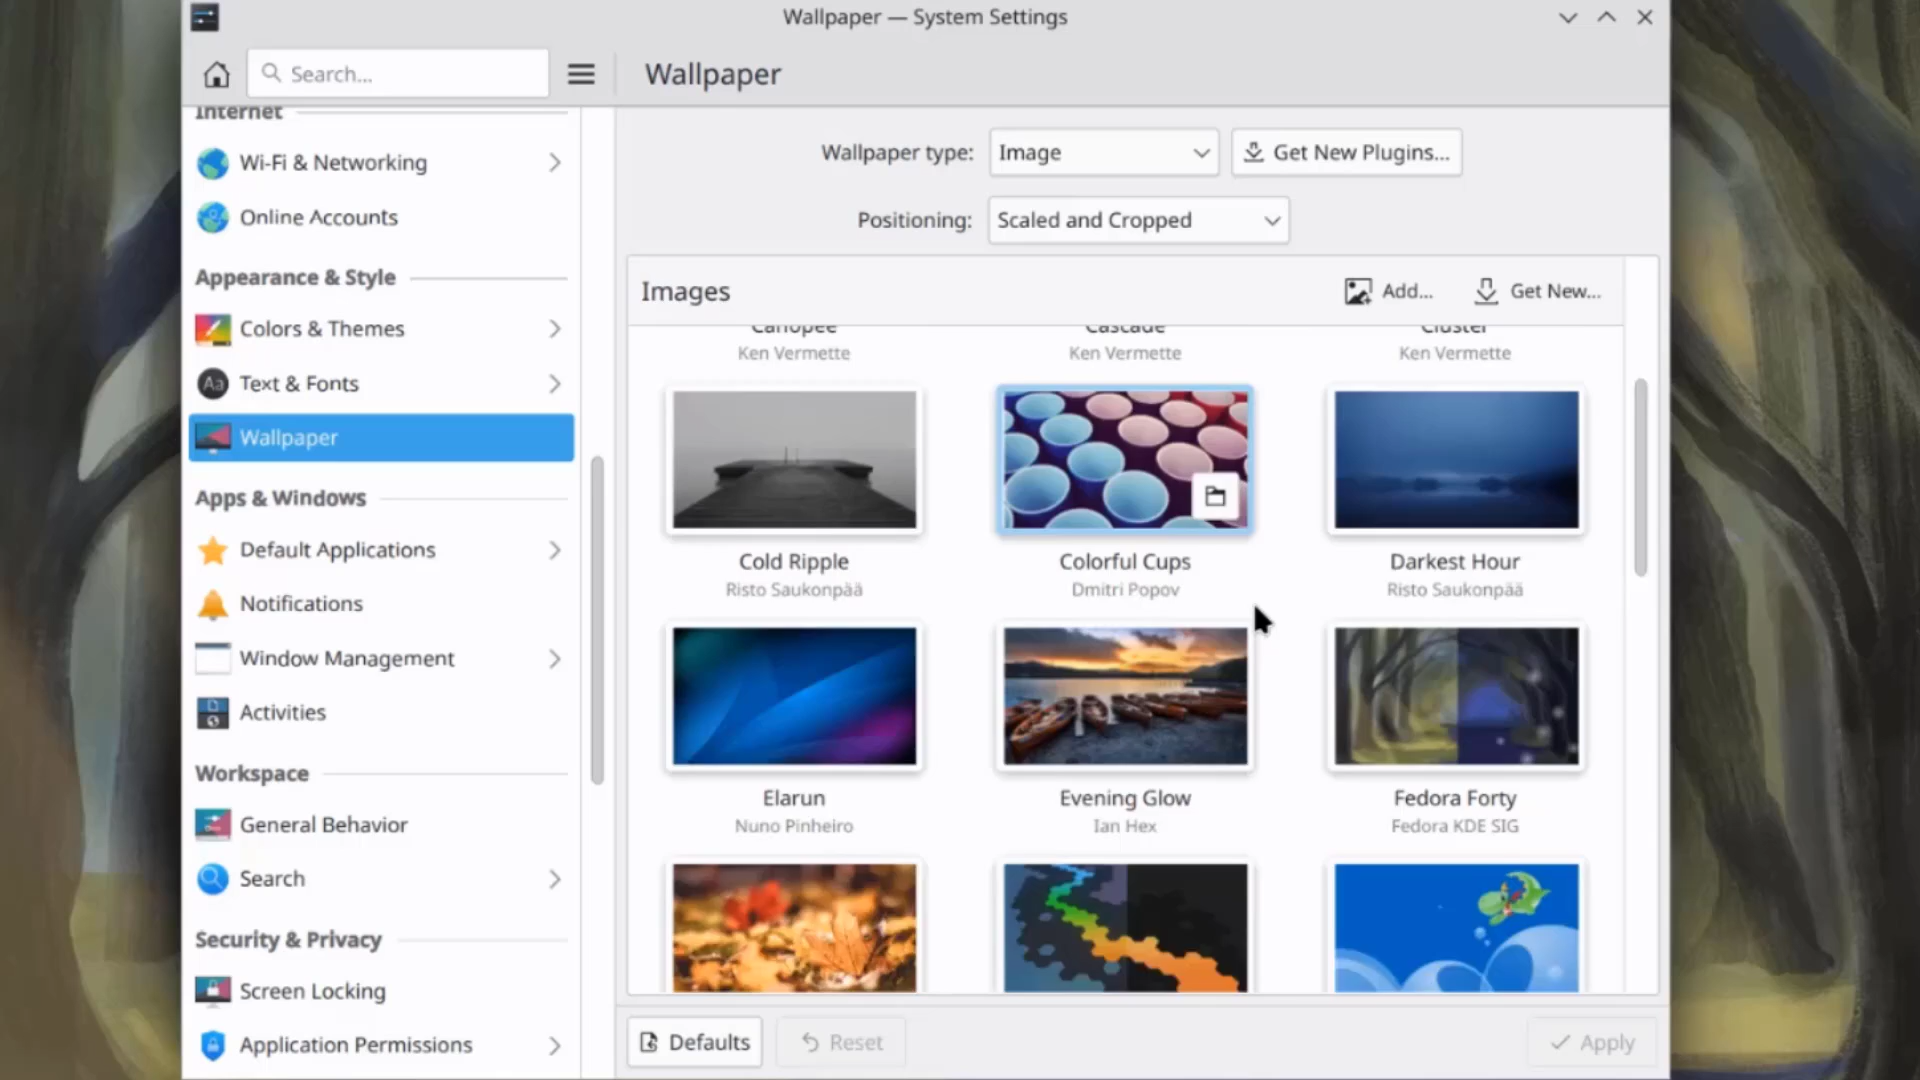 Wallpaper — System Settings
Search...
Wallpaper
Internet
Wi-Fi & Networking
Online Accounts
Appearance & Style
Colors & Themes
Aa Text & Fonts
Wallpaper
Apps & Windows
Default Applications
Notifications
Window Management
Activities
Workspace
General Behavior
Search
Security & Privacy
Screen Locking
Application Permissions
Wallpaper type: Image Get New Plugins...
Positioning: Scaled and Cropped
Images Add... Get New...
Canopee Cascade Cluster
Ken Vermette Ken Vermette Ken Vermette
Cold Ripple Colorful Cups Darkest Hour
Risto Saukonpää Dmitri Popov Risto Saukonpää
Elarun Evening Glow Fedora Forty
Nuno Pinheiro Ian Hex Fedora KDE SIG
Defaults Reset Apply